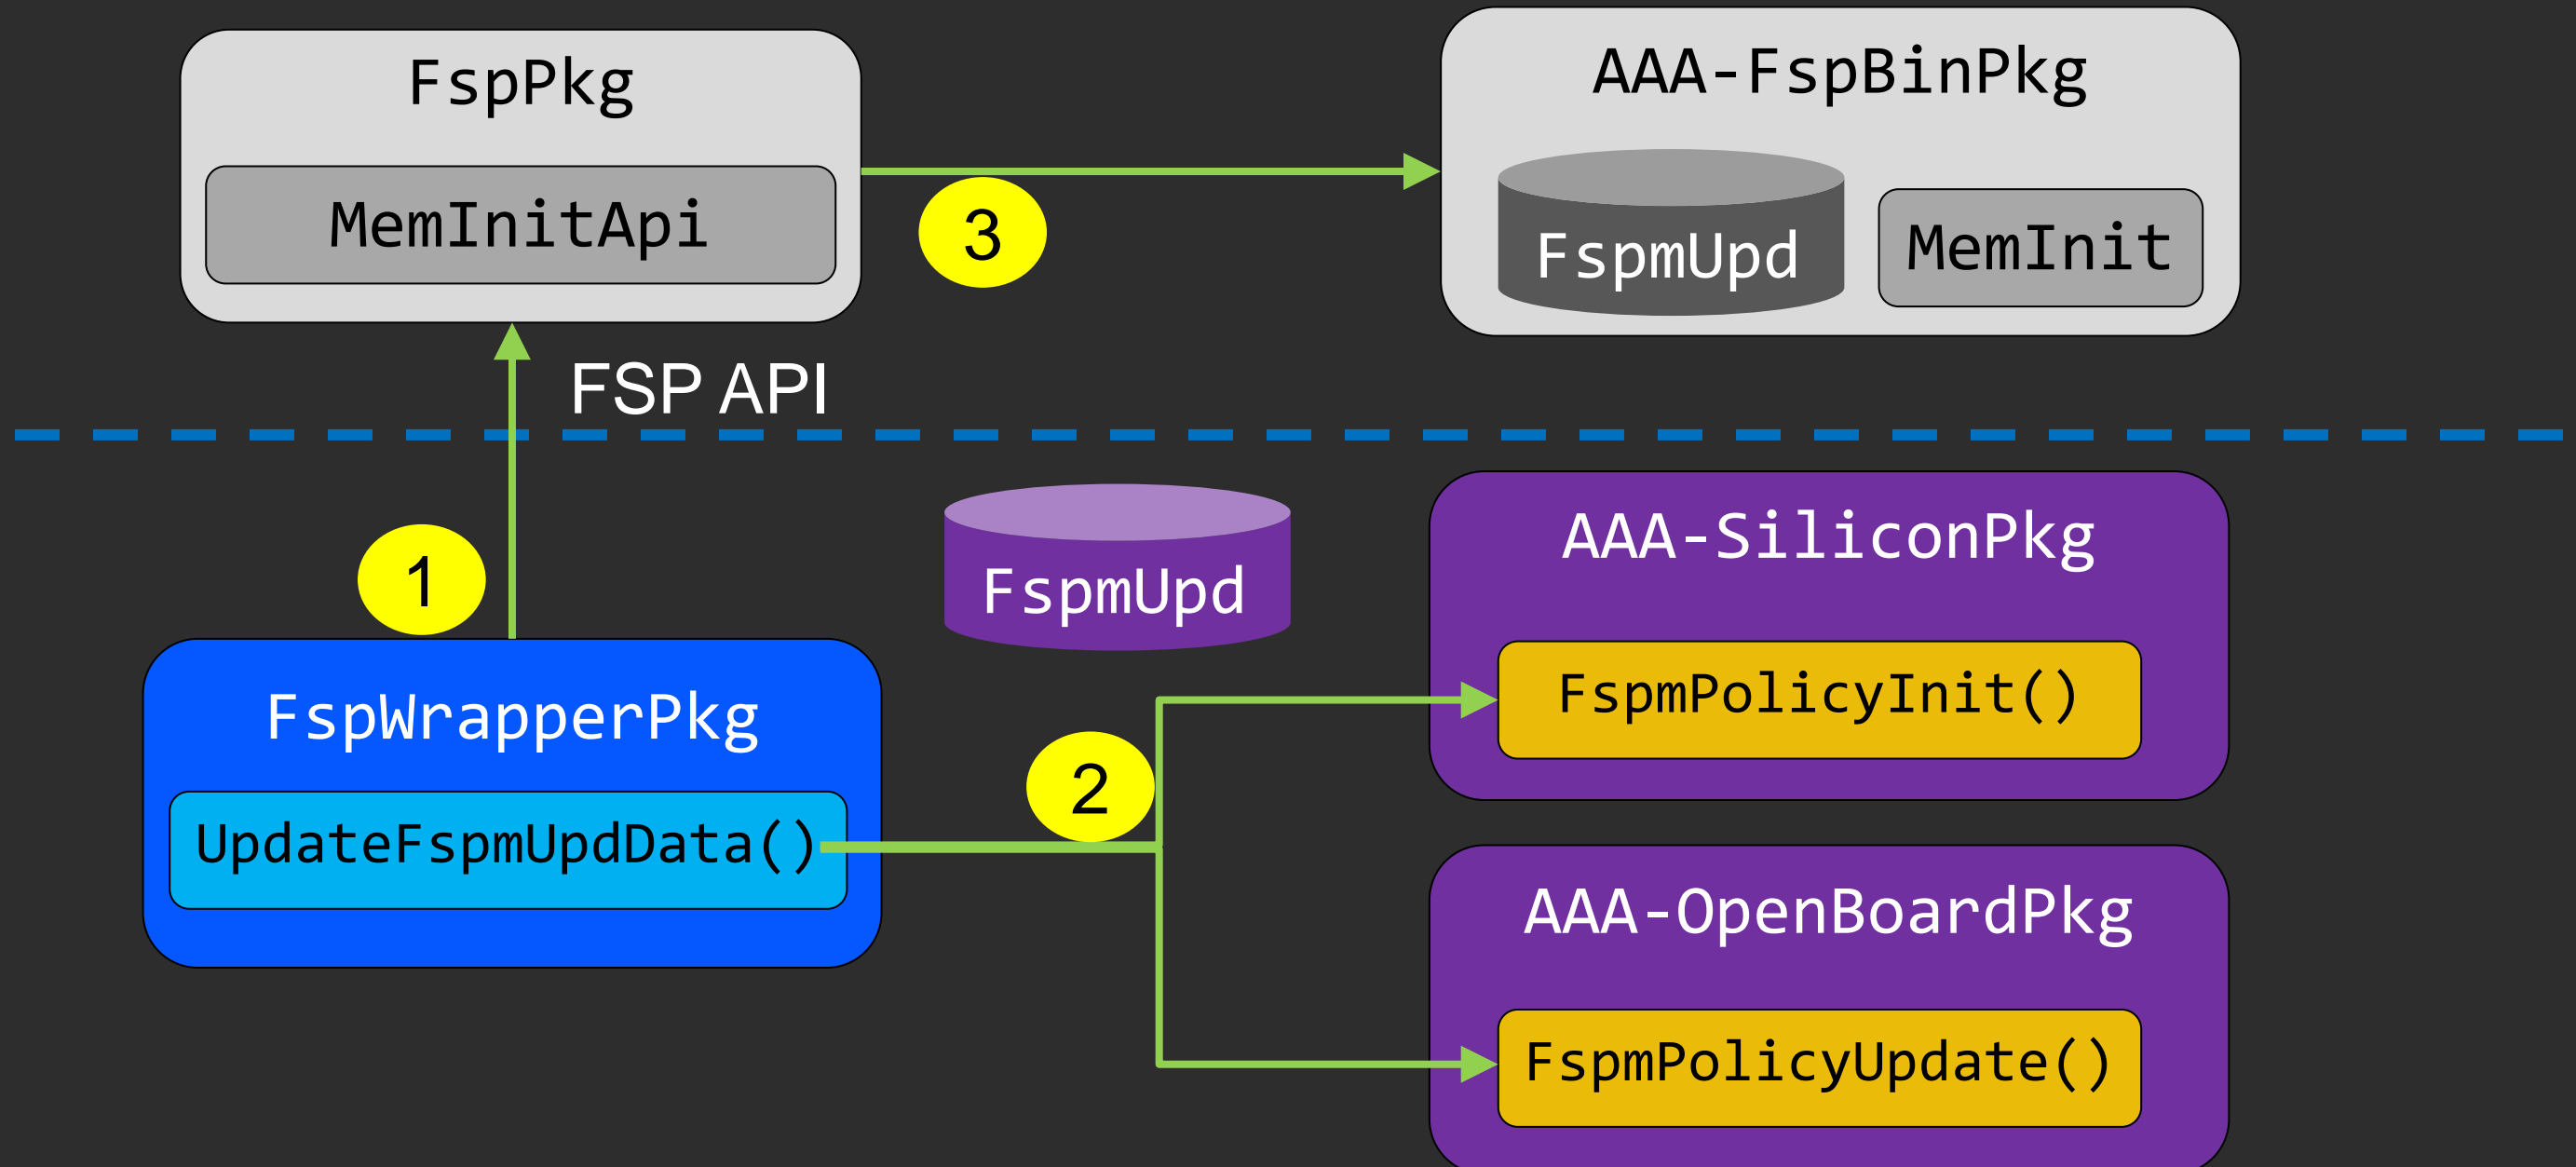 FspPkg
MemInitApi
3
AAA-FspBinPkg
FspmUpd
MemInit
FSP API
1
FspWrapperPkg
UpdateFspmUpdData()
FspmUpd
2
AAA-SiliconPkg
FspmPolicyInit()
AAA-OpenBoardPkg
FspmPolicyUpdate()